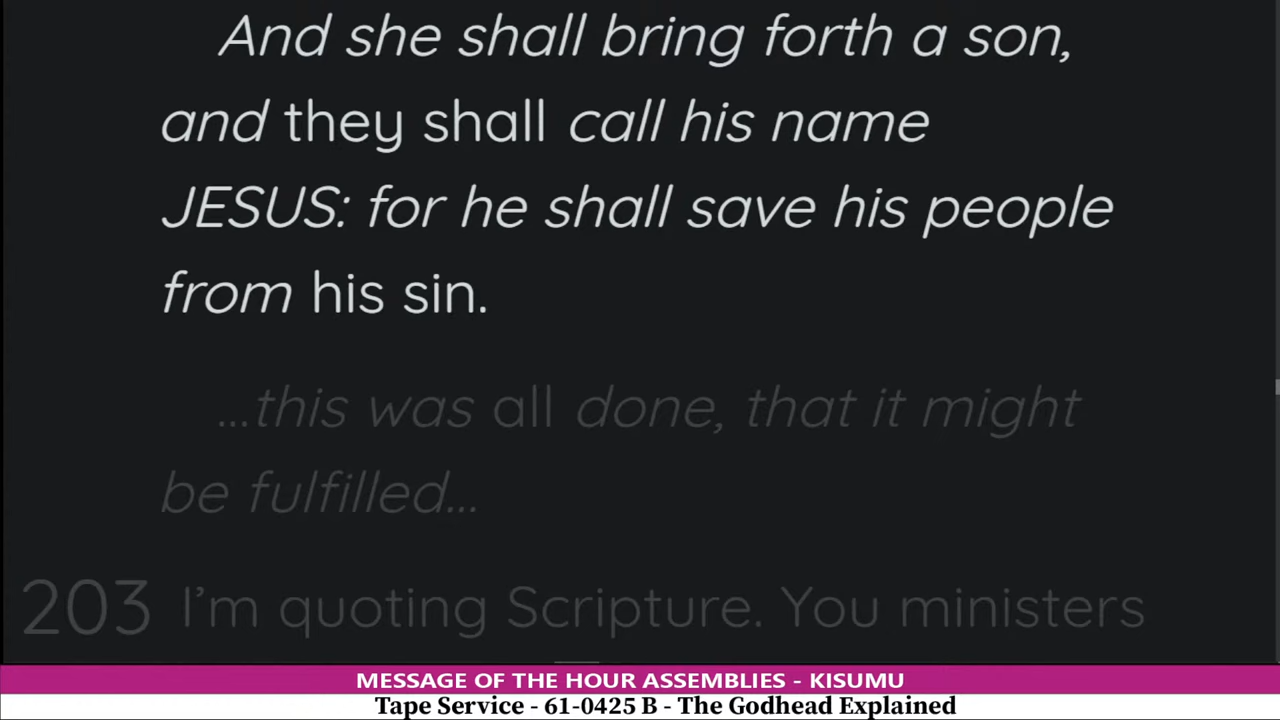 And she shall bring forth a son,
and they shall call his name
JESUS: for he shall save his people
from his sin.
...this was all done, that it might
be fulfilled...
203 I'm quoting Scripture. You ministers
MESSAGE OF THE HOUR ASSEMBLIES - KISUMU
Tape Service - 61-0425 B - The Godhead Explained